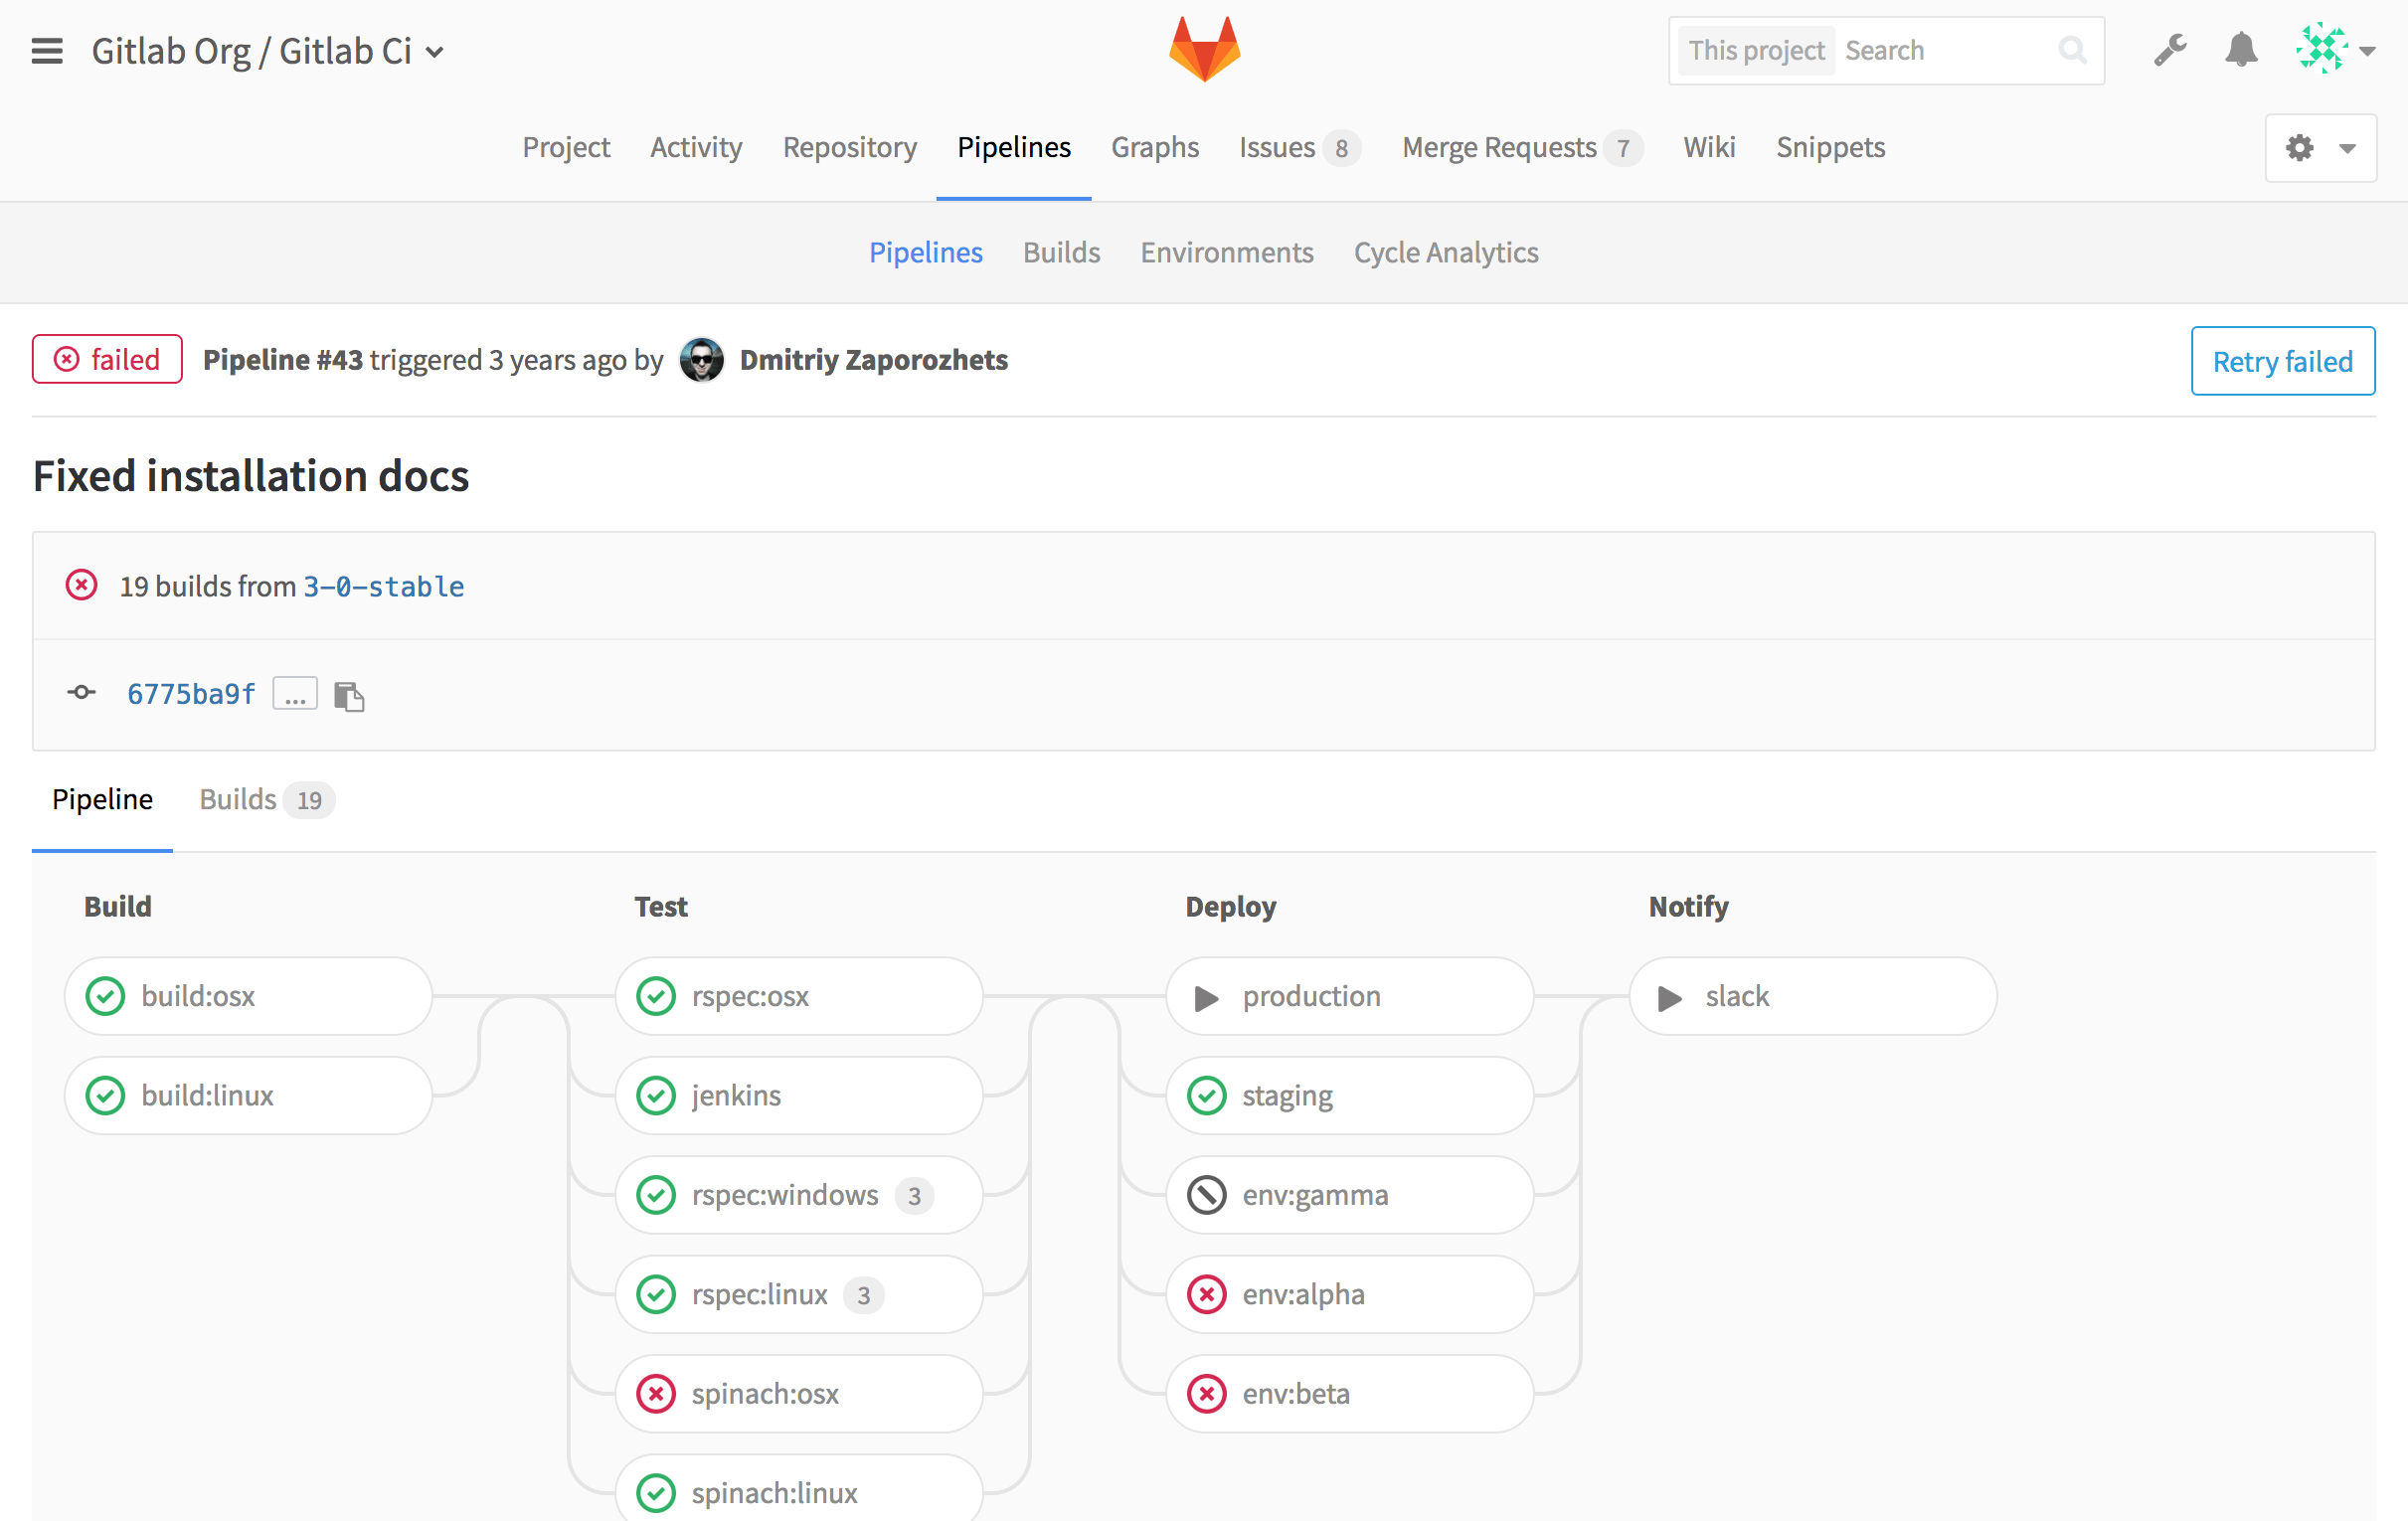 Gitlab Org / Gitlab Ci
This project Search
Project Activity Repository Pipelines Graphs Issues 8 Merge Requests 7 Wiki Snippets
Pipelines Builds Environments Cycle Analytics
failed Pipeline #43 triggered 3 years ago by Dmitriy Zaporozhets Retry failed
Fixed installation docs
19 builds from 3-0-stable
6775ba9f ...
Pipeline Builds 19
Build Test Deploy Notify
build:osx rspec:osx production slack
build:linux jenkins staging
rspec:windows 3 env:gamma
rspec:linux 3 env:alpha
spinach:osx env:beta
spinach:linux